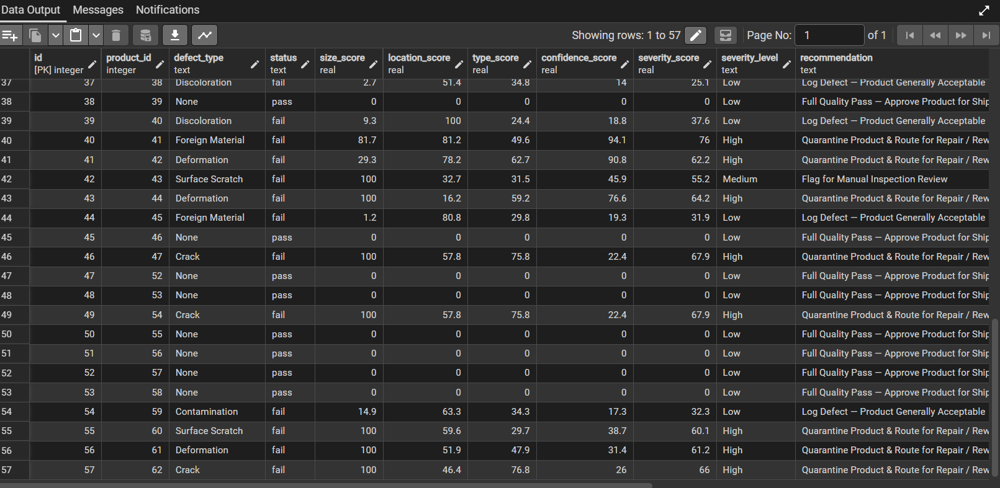 Data Output Messages Notifications
Showing rows: 1 to 57 Page No: 1 of 1
id product_id defect_type status size_score location_score type_score confidence_score severity_score severity_level recommendation
[PK] integer integer text text real real real real real text text
37 37 38 Discoloration fail 2.7 51.4 34.8 14 25.1 Low Log Defect — Product Generally Acceptable
38 38 39 None pass 0 0 0 0 0 Low Full Quality Pass — Approve Product for Ship
39 39 40 Discoloration fail 9.3 100 24.4 18.8 37.6 Low Log Defect — Product Generally Acceptable
40 40 41 Foreign Material fail 81.7 81.2 49.6 94.1 76 High Quarantine Product & Route for Repair / Rew
41 41 42 Deformation fail 29.3 78.2 62.7 90.8 62.2 High Quarantine Product & Route for Repair / Rew
42 42 43 Surface Scratch fail 100 32.7 31.5 45.9 55.2 Medium Flag for Manual Inspection Review
43 43 44 Deformation fail 100 16.2 59.2 76.6 64.2 High Quarantine Product & Route for Repair / Rew
44 44 45 Foreign Material fail 1.2 80.8 29.8 19.3 31.9 Low Log Defect — Product Generally Acceptable
45 45 46 None pass 0 0 0 0 0 Low Full Quality Pass — Approve Product for Ship
46 46 47 Crack fail 100 57.8 75.8 22.4 67.9 High Quarantine Product & Route for Repair / Rew
47 47 52 None pass 0 0 0 0 0 Low Full Quality Pass — Approve Product for Ship
48 48 53 None pass 0 0 0 0 0 Low Full Quality Pass — Approve Product for Ship
49 49 54 Crack fail 100 57.8 75.8 22.4 67.9 High Quarantine Product & Route for Repair / Rew
50 50 55 None pass 0 0 0 0 0 Low Full Quality Pass — Approve Product for Ship
51 51 56 None pass 0 0 0 0 0 Low Full Quality Pass — Approve Product for Ship
52 52 57 None pass 0 0 0 0 0 Low Full Quality Pass — Approve Product for Ship
53 53 58 None pass 0 0 0 0 0 Low Full Quality Pass — Approve Product for Ship
54 54 59 Contamination fail 14.9 63.3 34.3 17.3 32.3 Low Log Defect — Product Generally Acceptable
55 55 60 Surface Scratch fail 100 59.6 29.7 38.7 60.1 High Quarantine Product & Route for Repair / Rew
56 56 61 Deformation fail 100 51.9 47.9 31.4 61.2 High Quarantine Product & Route for Repair / Rew
57 57 62 Crack fail 100 46.4 76.8 26 66 High Quarantine Product & Route for Repair / Rew